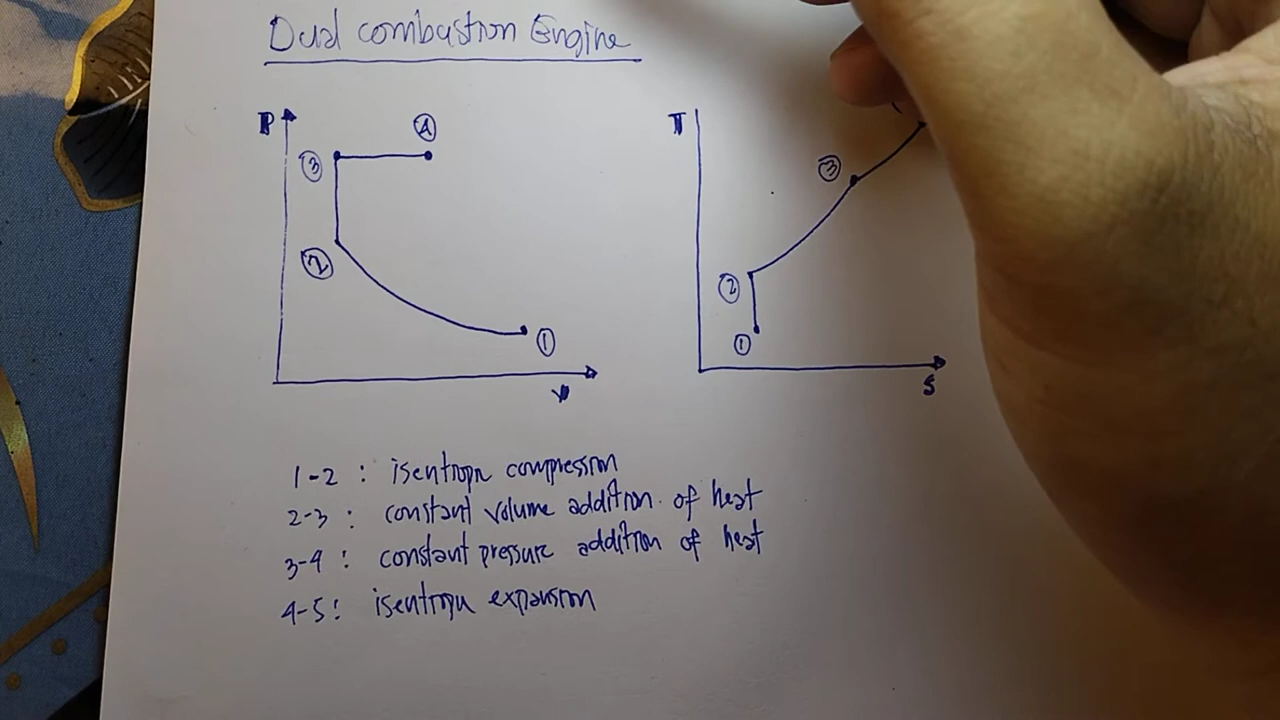 Dual combustion Engine
P
4
3
2
1
V
T
3
2
1
S
1-2 : isentropic compression
2-3 : constant volume addition of heat
3-4 : constant pressure addition of heat
4-5 : isentropic expansion